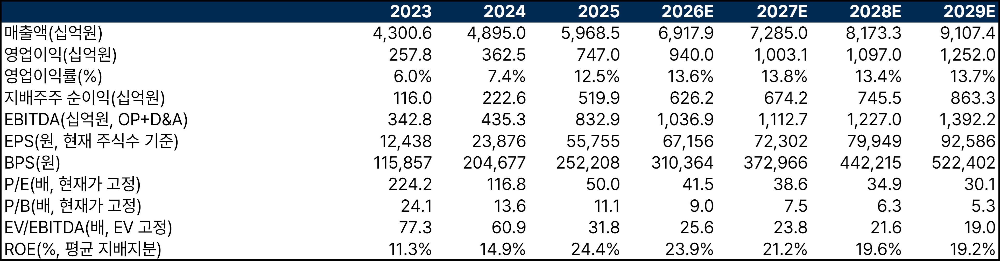 2023 2024 2025 2026E 2027E 2028E 2029E
매출액(십억원) 4,300.6 4,895.0 5,968.5 6,917.9 7,285.0 8,173.3 9,107.4
영업이익(십억원) 257.8 362.5 747.0 940.0 1,003.1 1,097.0 1,252.0
영업이익률(%) 6.0% 7.4% 12.5% 13.6% 13.8% 13.4% 13.7%
지배주주 순이익(십억원) 116.0 222.6 519.9 626.2 674.2 745.5 863.3
EBITDA(십억원, OP+D&A) 342.8 435.3 832.9 1,036.9 1,112.7 1,227.0 1,392.2
EPS(원, 현재 주식수 기준) 12,438 23,876 55,755 67,156 72,302 79,949 92,586
BPS(원) 115,857 204,677 252,208 310,364 372,966 442,215 522,402
P/E(배, 현재가 고정) 224.2 116.8 50.0 41.5 38.6 34.9 30.1
P/B(배, 현재가 고정) 24.1 13.6 11.1 9.0 7.5 6.3 5.3
EV/EBITDA(배, EV 고정) 77.3 60.9 31.8 25.6 23.8 21.6 19.0
ROE(%, 평균 지배지분) 11.3% 14.9% 24.4% 23.9% 21.2% 19.6% 19.2%